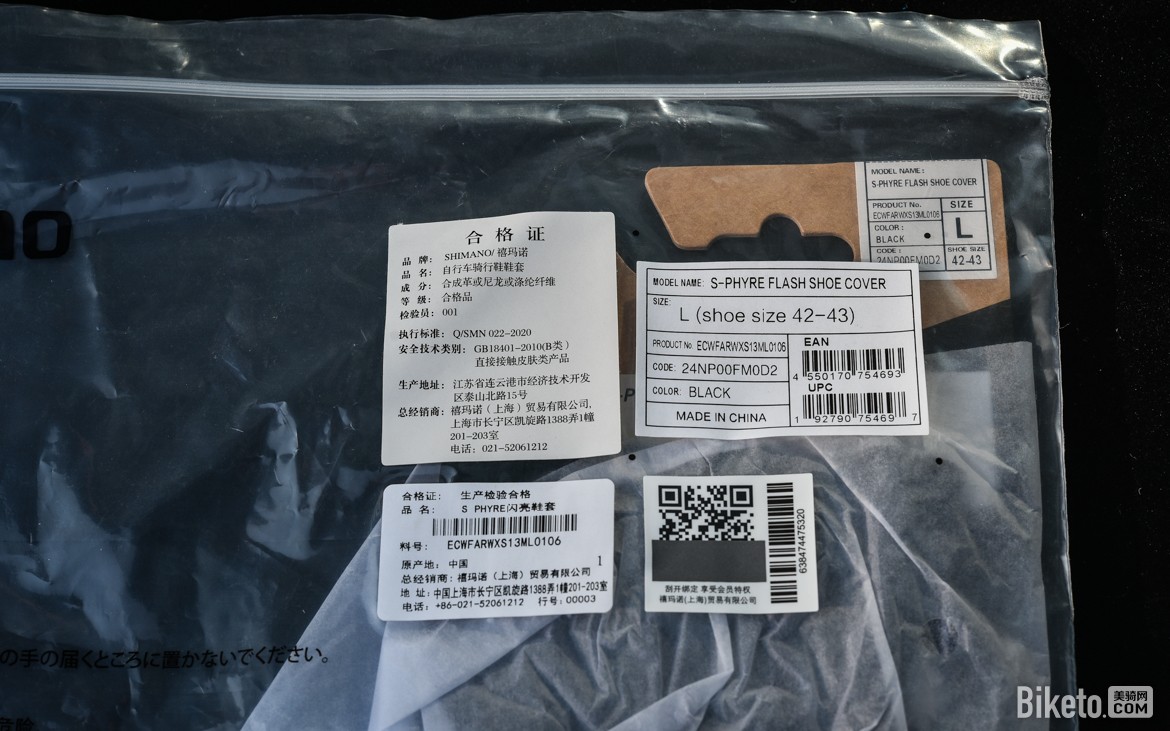 MODEL NAME :
S-PHYRE FLASH SHOE COVER
PRODUCT No.
ECWFARWXS13ML0106
SIZE
L
COLOR :
BLACK
CODE :
24NP00FM0D2
SHOE SIZE
42-43
合格证
品 牌： SHIMANO/ 禧玛诺
品 名： 自行车骑行鞋鞋套
成 分： 合成革或尼龙或涤纶纤维
等 级： 合格品
检验员： 001
执行标准： Q/SMN 022-2020
安全技术类别： GB18401-2010(B类）
直接接触皮肤类产品
生产地址： 江苏省连云港市经济技术开发
区泰山北路15号
总经销商： 禧玛诺（上海）贸易有限公司,
上海市长宁区凯旋路1388弄1幢
201-203室
电话：021-52061212
MODEL NAME: S-PHYRE FLASH SHOE COVER
SIZE:
L (shoe size 42-43)
PRODUCT No. ECWFARWXS13ML0106
CODE: 24NP00FM0D2
COLOR: BLACK
MADE IN CHINA
EAN
4 550170 754693
UPC
1 92790 75469 7
合格证： 生产检验合格
品 名： S PHYRE闪亮鞋套
料号： ECWFARWXS13ML0106
原产地： 中国 1
总经销商：禧玛诺（上海）贸易有限公司
地 址：中国上海市长宁区凯旋路1388弄1幢201-203室
电话：+86-021-52061212 行号：00003
638474475320
刮开绑定 享受会员特权
禧玛诺(上海)贸易有限公司
の手の届くところに置かないでください。
Biketo.美骑网
COM